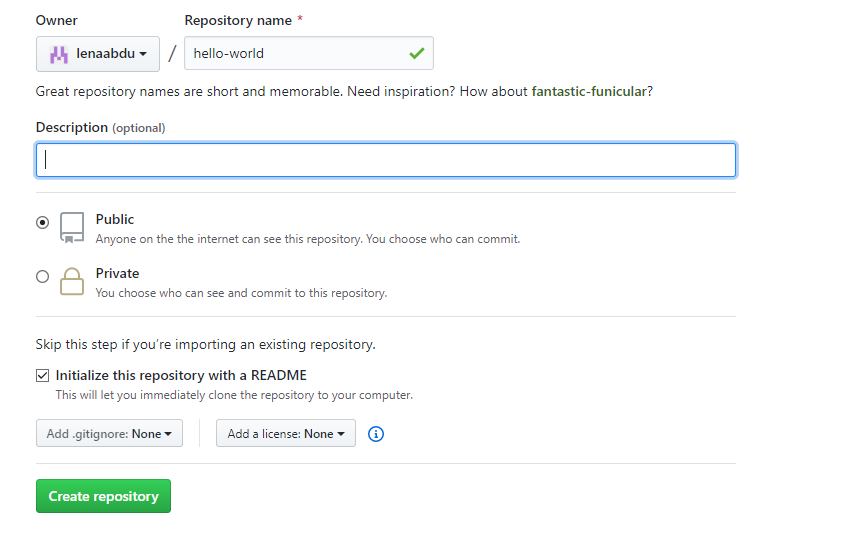 Owner Repository name *
lenaabdu / hello-world
Great repository names are short and memorable. Need inspiration? How about fantastic-funicular?
Description (optional)
Public
Anyone on the the internet can see this repository. You choose who can commit.
Private
You choose who can see and commit to this repository.
Skip this step if you’re importing an existing repository.
Initialize this repository with a README
This will let you immediately clone the repository to your computer.
Add .gitignore: None Add a license: None
Create repository